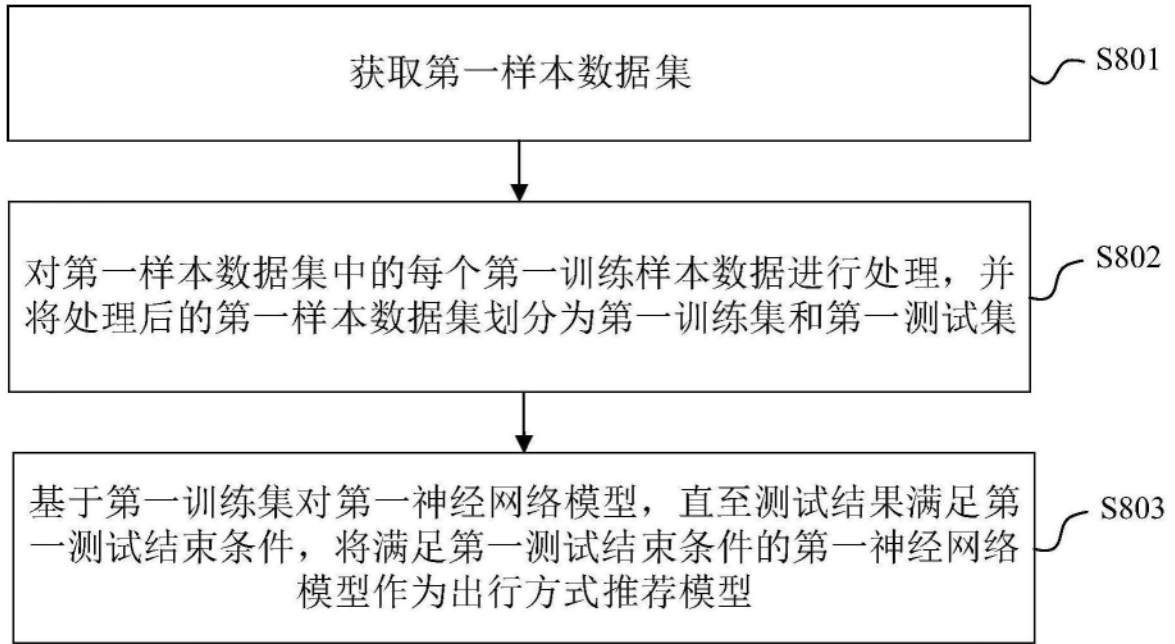 获取第一样本数据集
S801
对第一样本数据集中的每个第一训练样本数据进行处理，并
将处理后的第一样本数据集划分为第一训练集和第一测试集
S802
基于第一训练集对第一神经网络模型，直至测试结果满足第
一测试结束条件，将满足第一测试结束条件的第一神经网络
模型作为出行方式推荐模型
S803